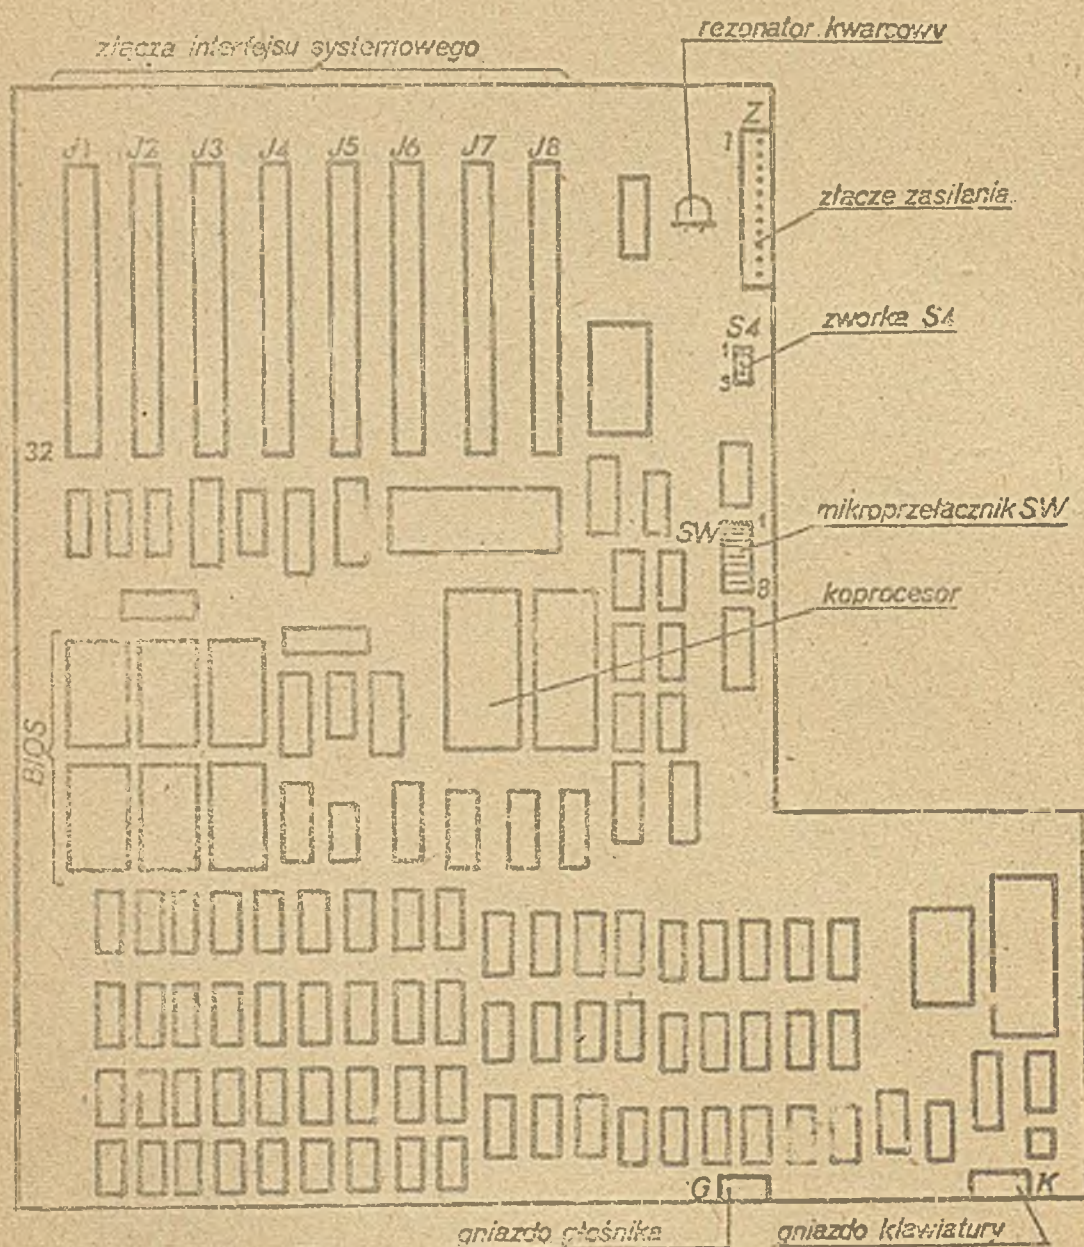 rezonator kwarcowy
złącza interfejsu systemowego
Z
1
J1 J2 J3 J4 J5 J6 J7 J8
złącze zasilania
S4
zworka S4
1
3
32
mikroprzełącznik SW
SW
1
8
koprocesor
BIOS
G
K
gniazdo głośnika
gniazdo klawiatury